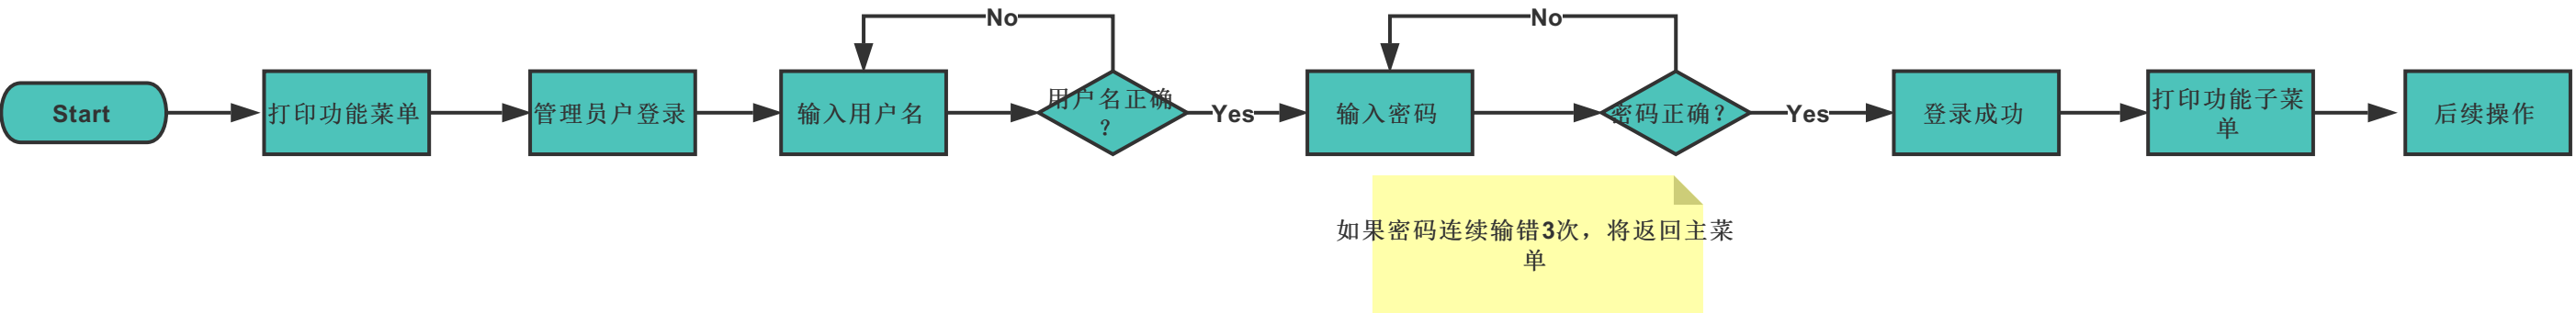 No
No
Start
打印功能菜单
管理员户登录
输入用户名
用户名正确
？
Yes
输入密码
密码正确？
Yes
登录成功
打印功能子菜
单
后续操作
如果密码连续输错3次，将返回主菜
单